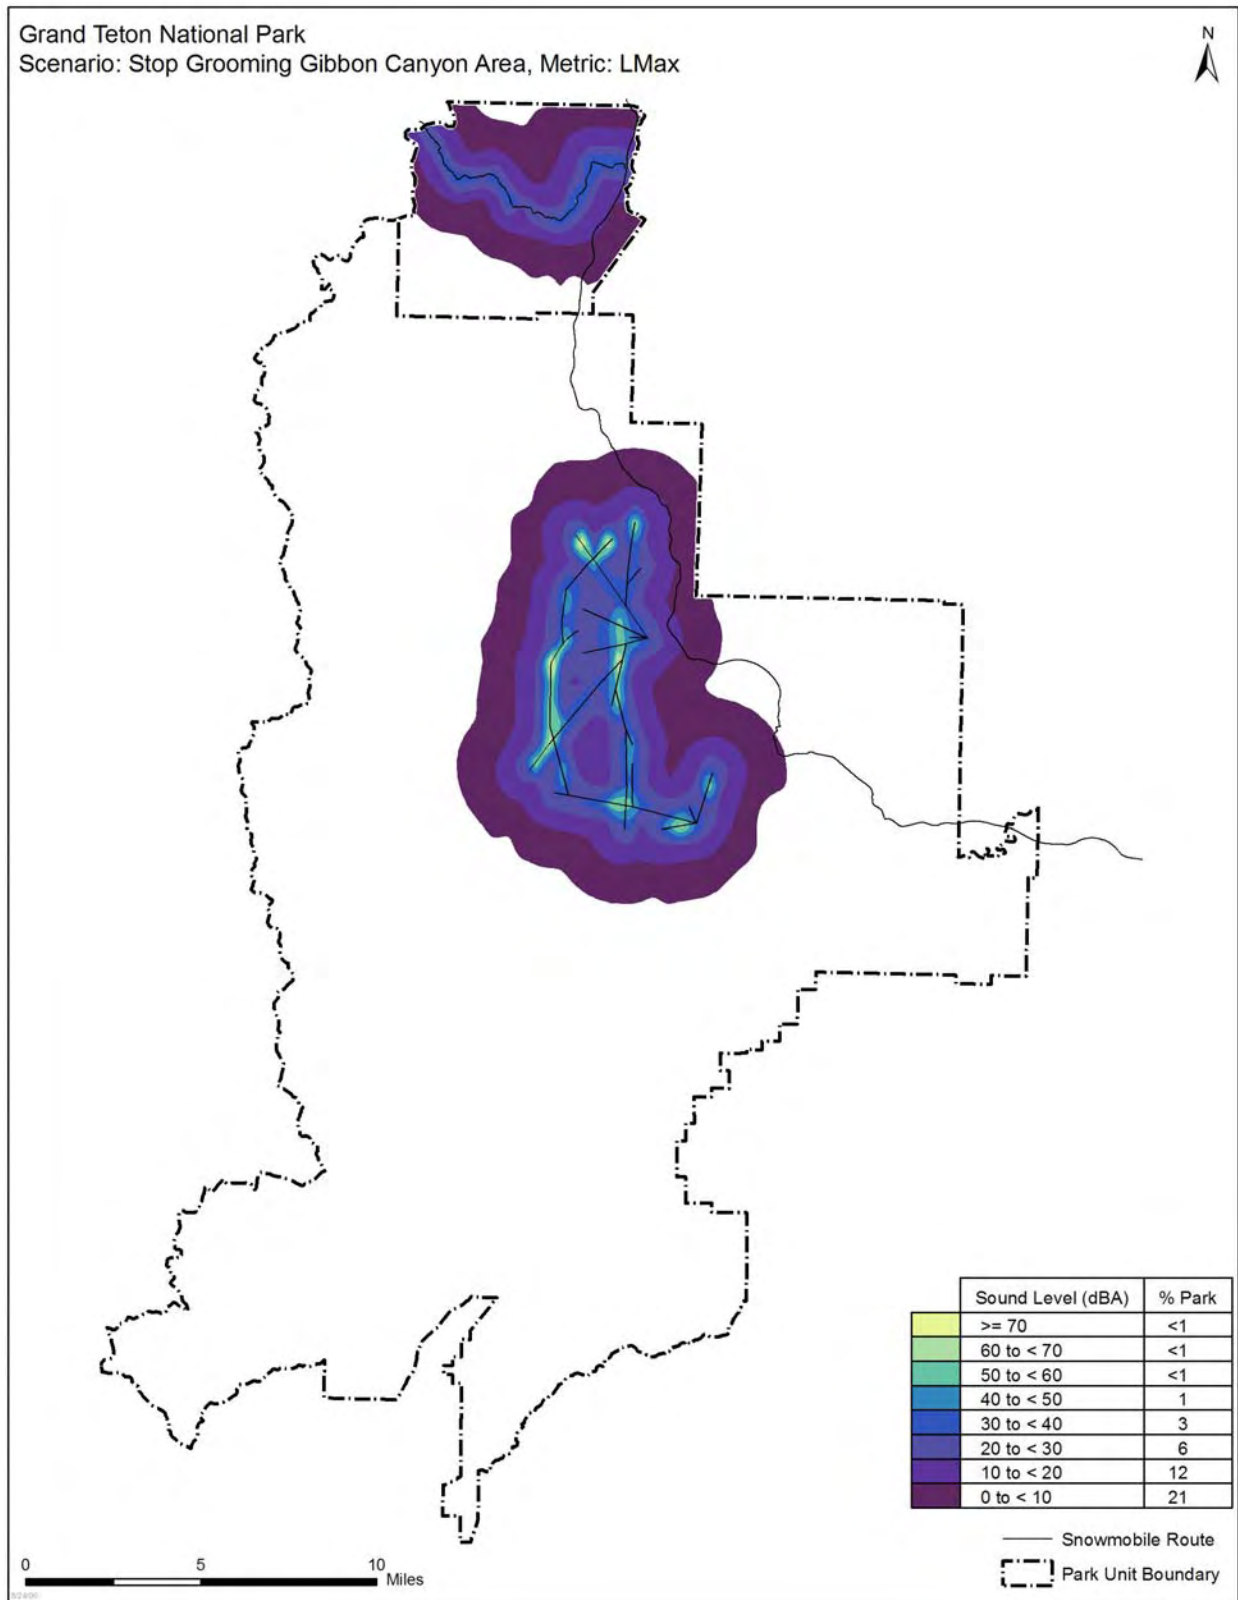 Grand Teton National Park
Scenario: Stop Grooming Gibbon Canyon Area, Metric: LMax
N
Sound Level (dBA) % Park
>= 70 <1
60 to < 70 <1
50 to < 60 <1
40 to < 50 1
30 to < 40 3
20 to < 30 6
10 to < 20 12
0 to < 10 21
Snowmobile Route
Park Unit Boundary
0 5 10
Miles